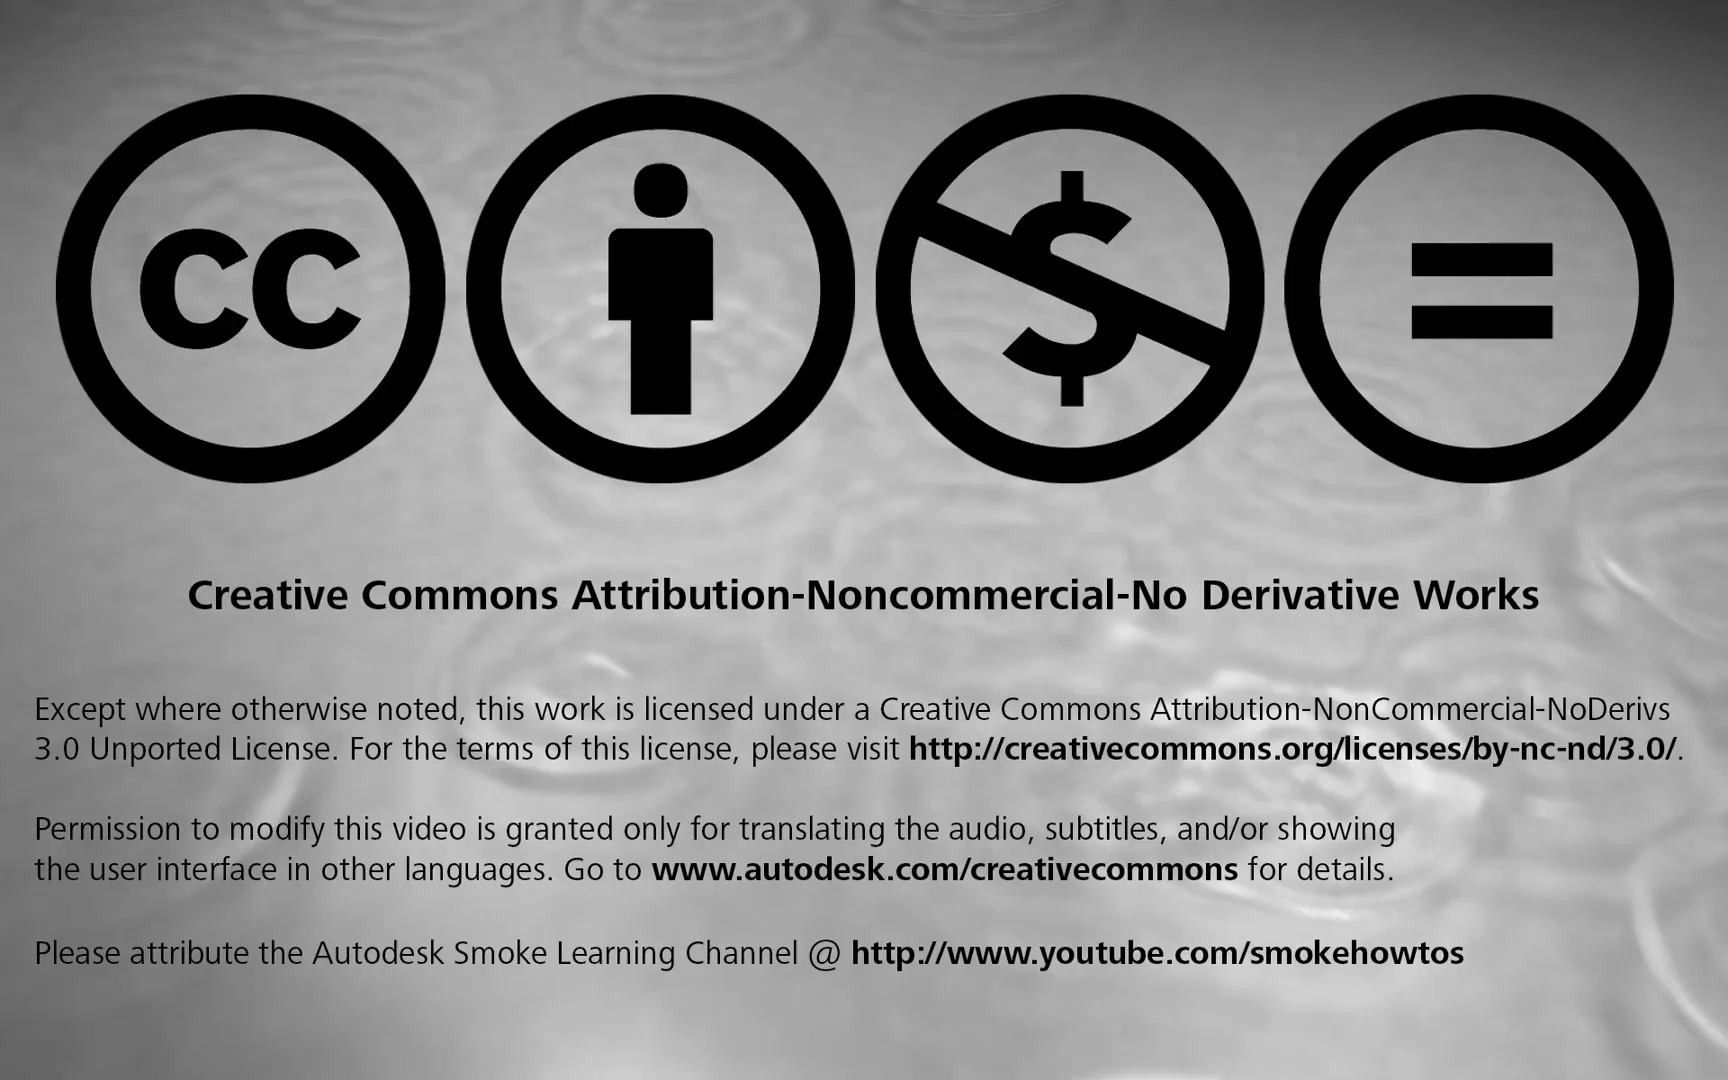 cc
$
=
Creative Commons Attribution-Noncommercial-No Derivative Works
Except where otherwise noted, this work is licensed under a Creative Commons Attribution-NonCommercial-NoDerivs
3.0 Unported License. For the terms of this license, please visit http://creativecommons.org/licenses/by-nc-nd/3.0/.
Permission to modify this video is granted only for translating the audio, subtitles, and/or showing
the user interface in other languages. Go to www.autodesk.com/creativecommons for details.
Please attribute the Autodesk Smoke Learning Channel @ http://www.youtube.com/smokehowtos